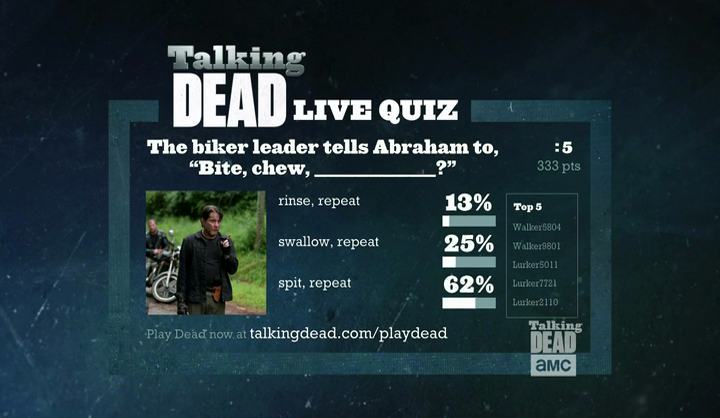 Talking
DEAD LIVE QUIZ
The biker leader tells Abraham to,
“Bite, chew, ____________?”
:5
333 pts
rinse, repeat 13%
swallow, repeat 25%
spit, repeat 62%
Top 5
Walker5804
Walker9801
Lurker5011
Lurker7721
Lurker2110
Play Dead now at talkingdead.com/playdead
Talking
DEAD
amc